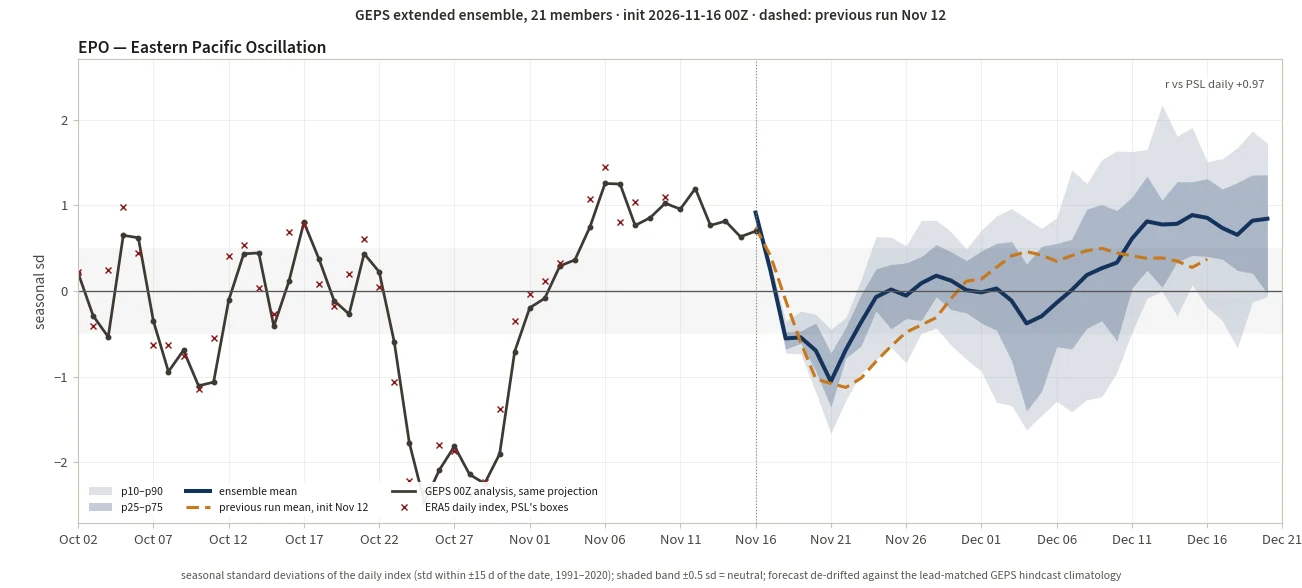 GEPS extended ensemble, 21 members · init 2026-11-16 00Z · dashed: previous run Nov 12
EPO — Eastern Pacific Oscillation
r vs PSL daily +0.97
seasonal sd
2
1
0
−1
−2
p10–p90
p25–p75
ensemble mean
previous run mean, init Nov 12
GEPS 00Z analysis, same projection
ERA5 daily index, PSL's boxes
Oct 02 Oct 07 Oct 12 Oct 17 Oct 22 Oct 27 Nov 01 Nov 06 Nov 11 Nov 16 Nov 21 Nov 26 Dec 01 Dec 06 Dec 11 Dec 16 Dec 21
seasonal standard deviations of the daily index (std within ±15 d of the date, 1991–2020); shaded band ±0.5 sd = neutral; forecast de-drifted against the lead-matched GEPS hindcast climatology